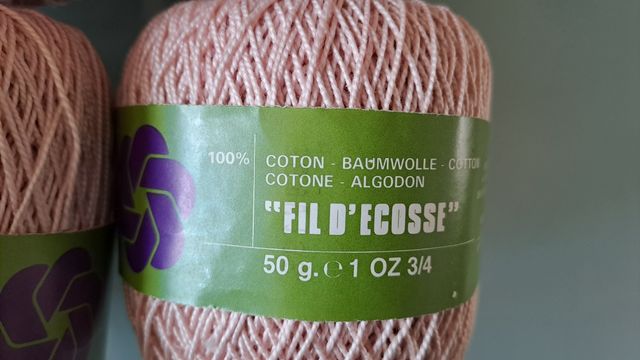 100% COTON - BAUMWOLLE - COTTON
COTONE - ALGODON
"FIL D'ECOSSE"
50 g. ℮ 1 OZ 3/4